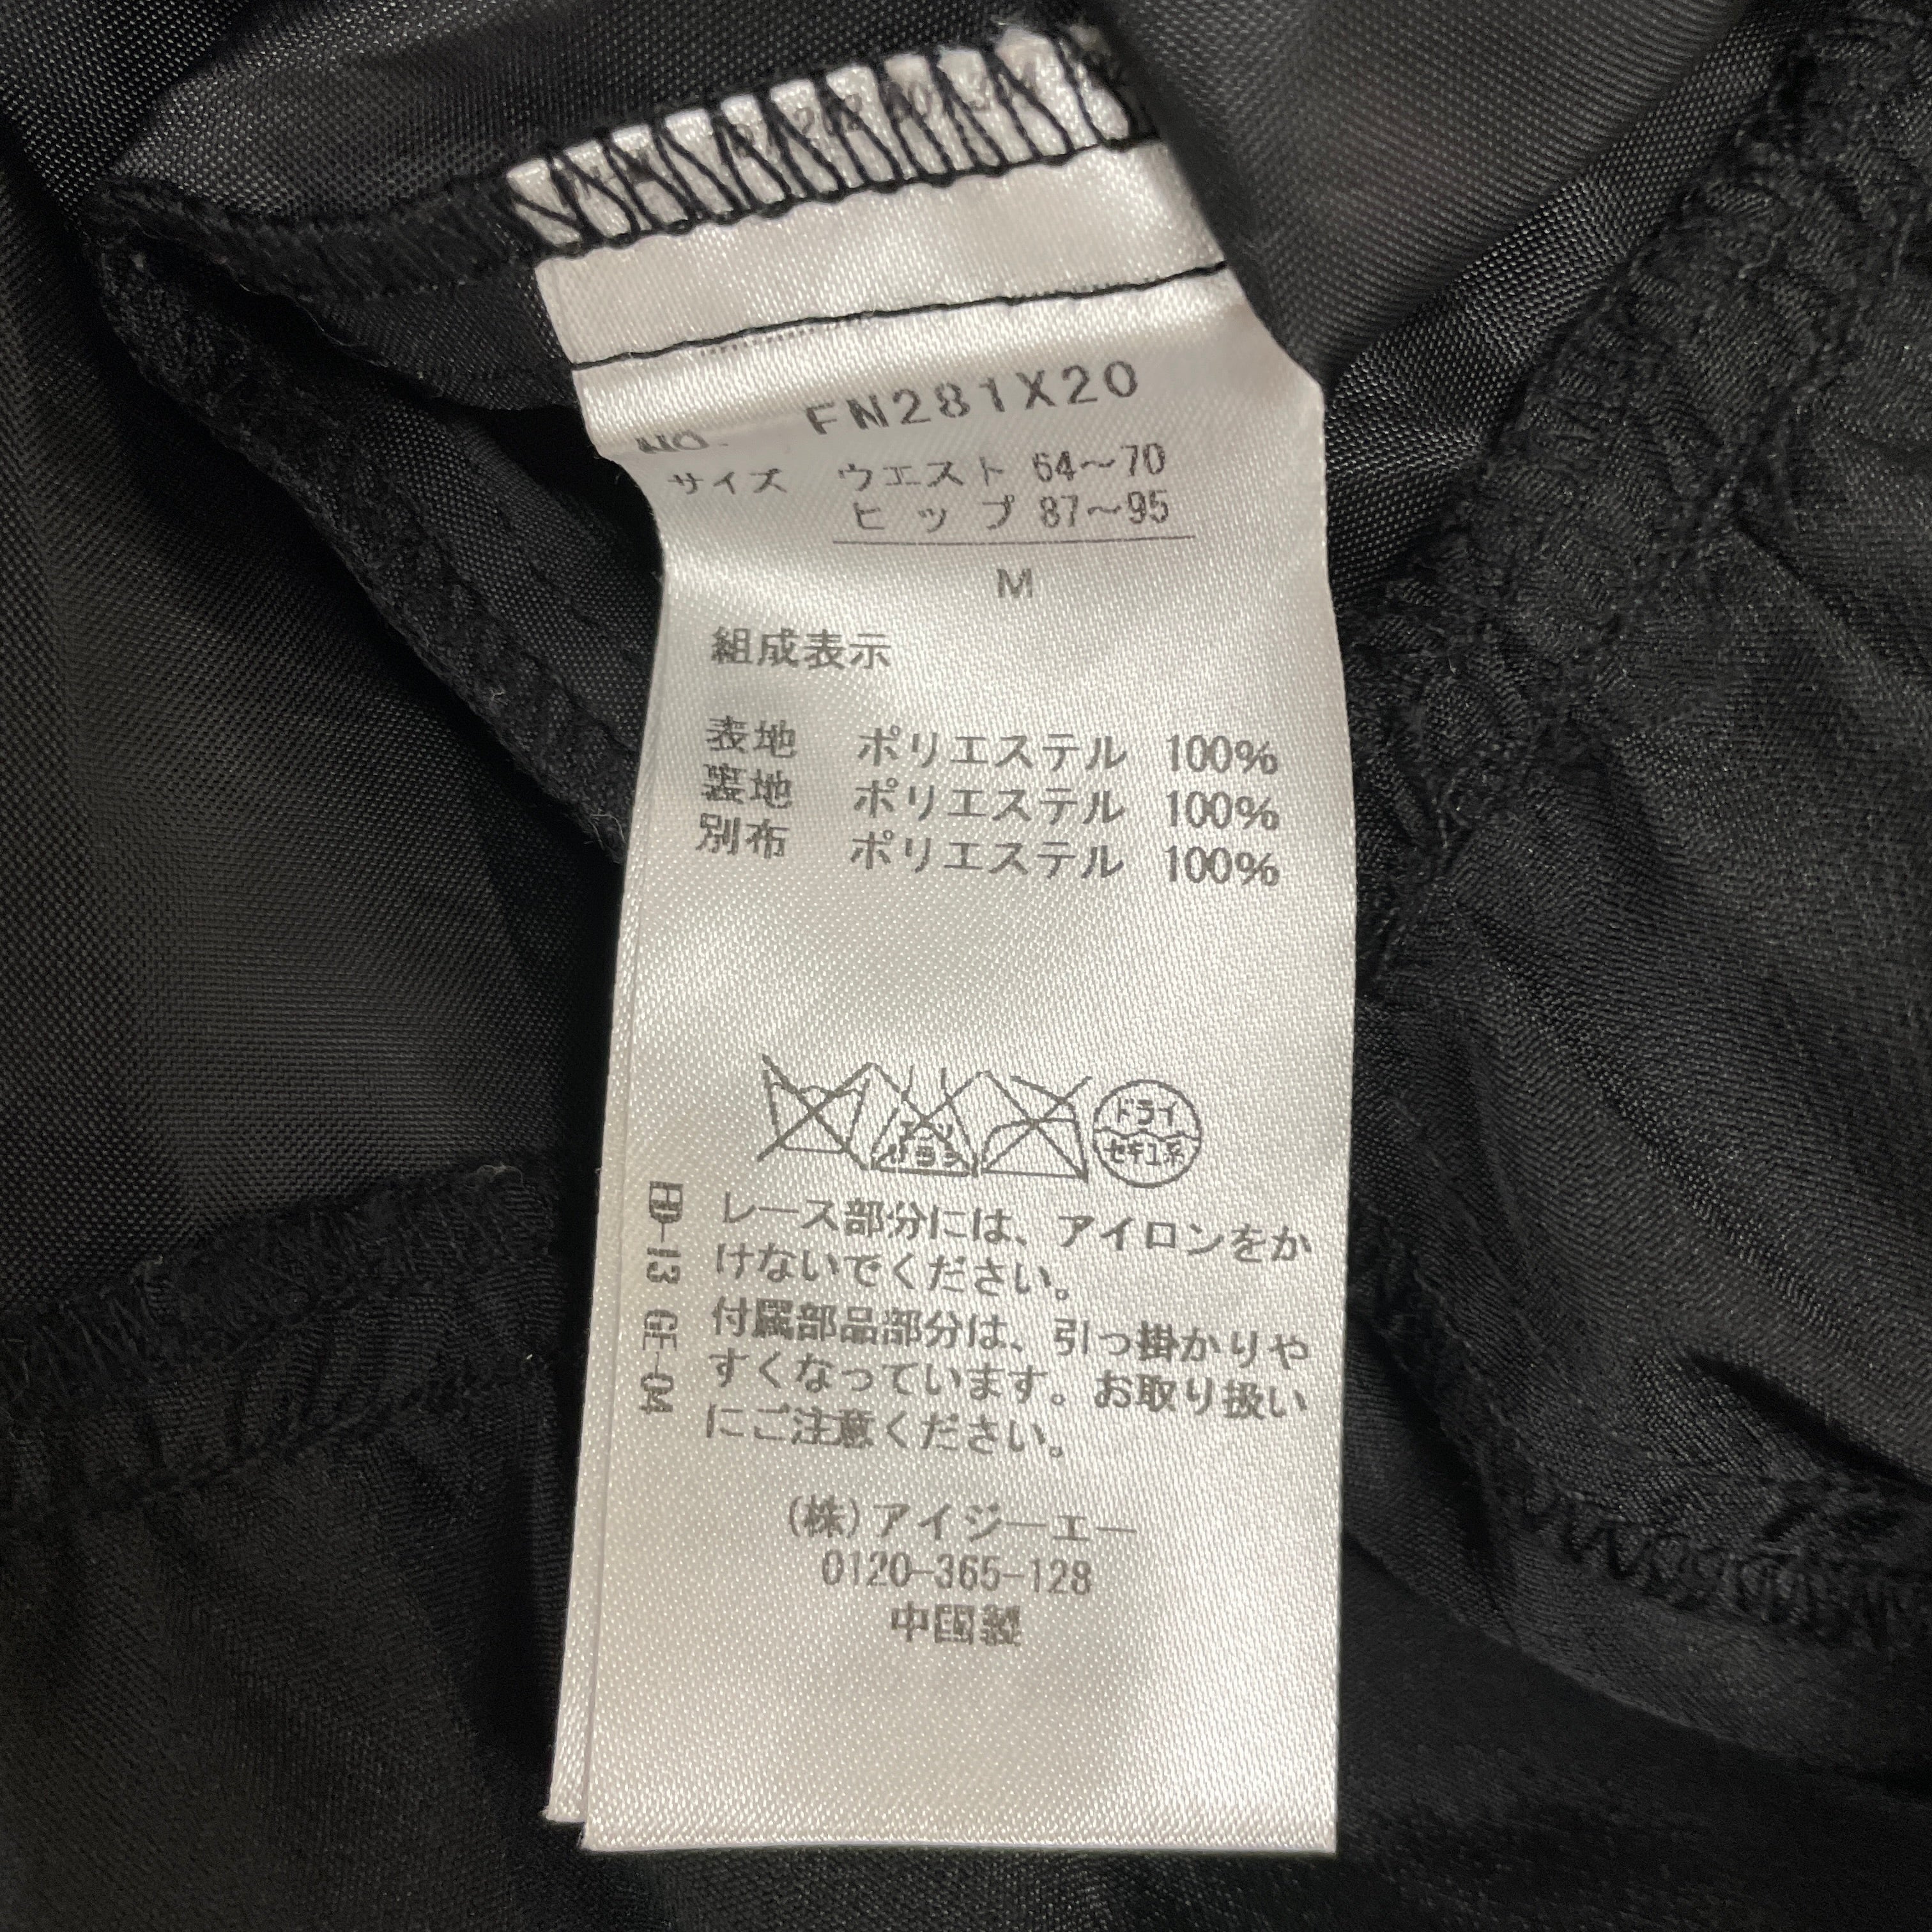 NO. FN281X20
サイズ ウエスト 64～70
ヒップ 87～95
M
組成表示
表地 ポリエステル 100%
裏地 ポリエステル 100%
別布 ポリエステル 100%
ドライ
セキユ系
レース部分には、アイロンをか
けないでください。
付属部品部分は、引っ掛かりや
すくなっています。お取り扱い
にご注意ください。
(株)アイジーエー
0120-365-128
中国製